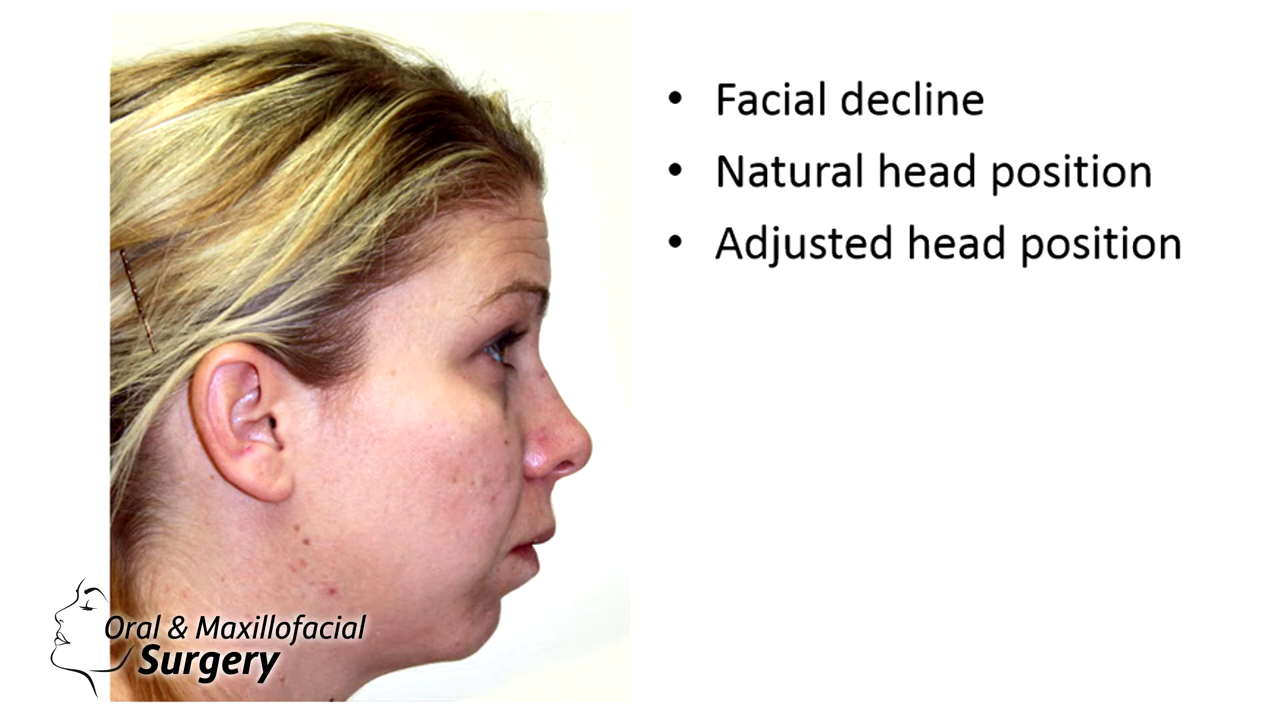 • Facial decline
• Natural head position
• Adjusted head position
Oral & Maxillofacial
Surgery